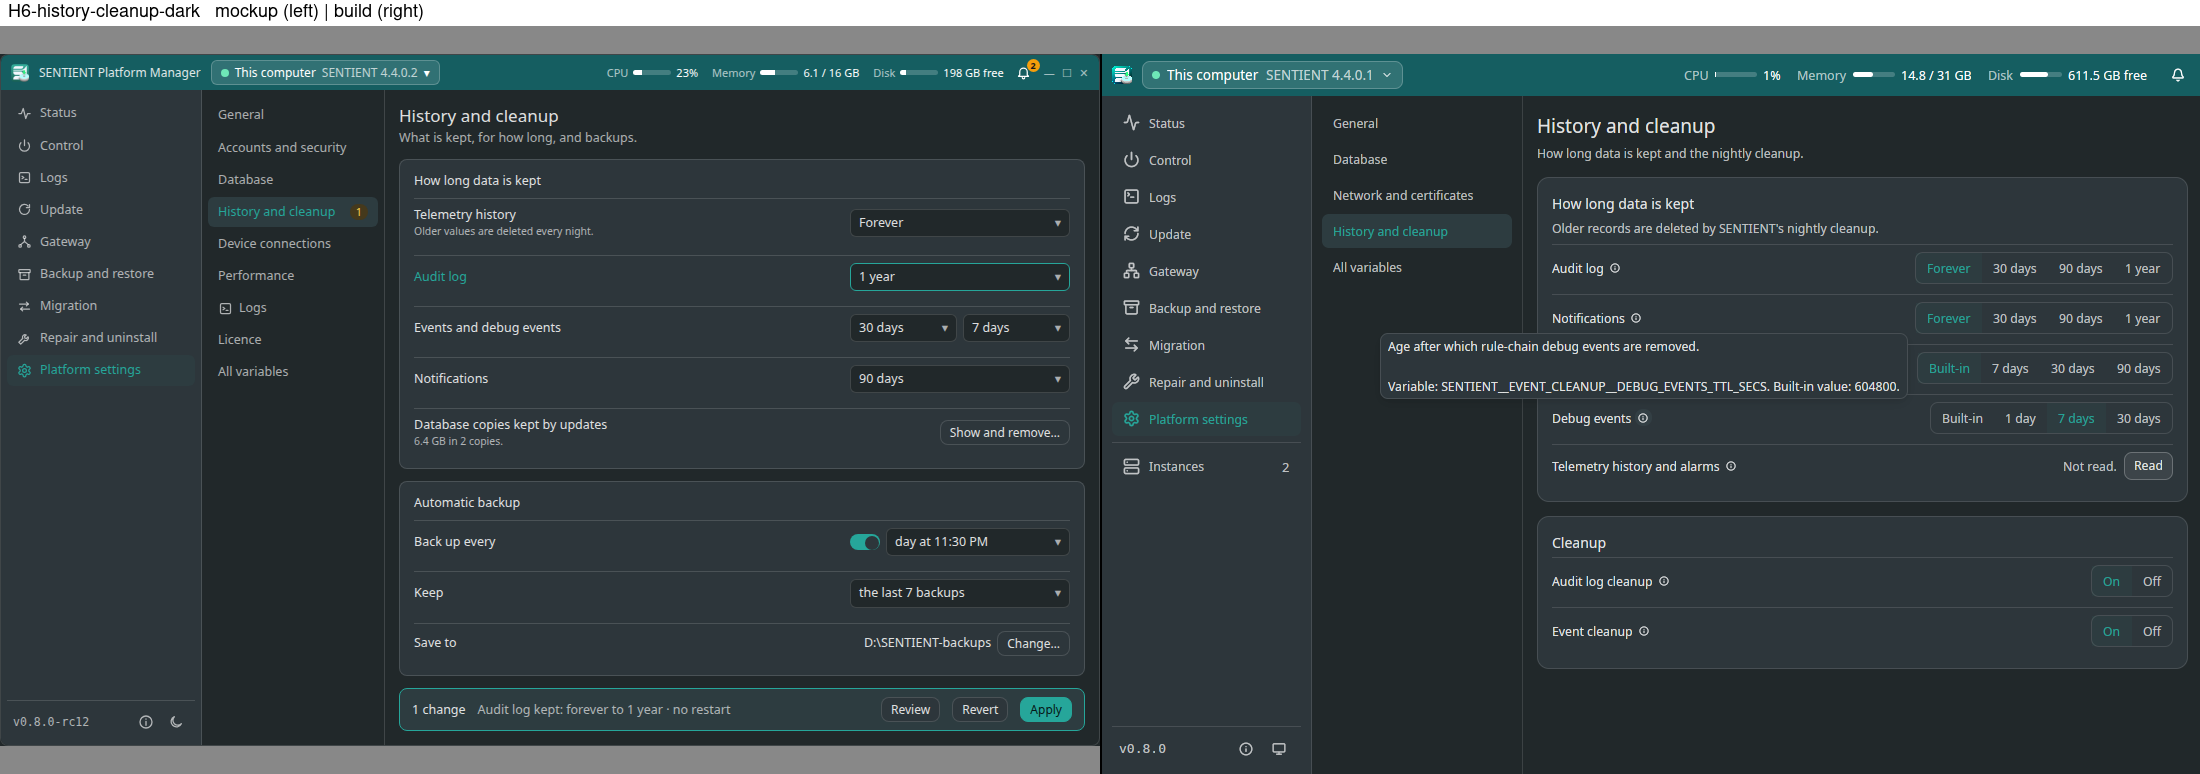 H6-history-cleanup-dark   mockup (left) | build (right)
SENTIENT Platform Manager
This computer SENTIENT 4.4.0.2
CPU 23% Memory 6.1 / 16 GB Disk 198 GB free 2
Status
Control
Logs
Update
Gateway
Backup and restore
Migration
Repair and uninstall
Platform settings
v0.8.0-rc12
General
Accounts and security
Database
History and cleanup 1
Device connections
Performance
Logs
Licence
All variables
History and cleanup
What is kept, for how long, and backups.
How long data is kept
Telemetry history
Older values are deleted every night.
Forever
Audit log 1 year
Events and debug events 30 days 7 days
Notifications 90 days
Database copies kept by updates
6.4 GB in 2 copies.
Show and remove...
Automatic backup
Back up every day at 11:30 PM
Keep the last 7 backups
Save to D:\SENTIENT-backups Change...
1 change Audit log kept: forever to 1 year · no restart Review Revert Apply
This computer SENTIENT 4.4.0.1
CPU 1% Memory 14.8 / 31 GB Disk 611.5 GB free
Status
Control
Logs
Update
Gateway
Backup and restore
Migration
Repair and uninstall
Platform settings
Instances 2
v0.8.0
General
Database
Network and certificates
History and cleanup
All variables
History and cleanup
How long data is kept and the nightly cleanup.
How long data is kept
Older records are deleted by SENTIENT's nightly cleanup.
Audit log Forever 30 days 90 days 1 year
Notifications Forever 30 days 90 days 1 year
Age after which rule-chain debug events are removed.
Variable: SENTIENT__EVENT_CLEANUP__DEBUG_EVENTS_TTL_SECS. Built-in value: 604800.
Built-in 7 days 30 days 90 days
Debug events Built-in 1 day 7 days 30 days
Telemetry history and alarms Not read. Read
Cleanup
Audit log cleanup On Off
Event cleanup On Off